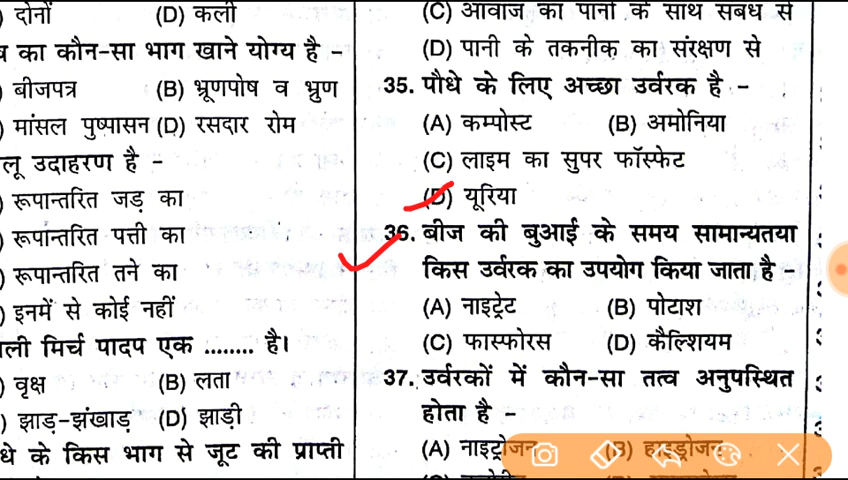 दोनों (D) कली
का कौन-सा भाग खाने योग्य है -
बीजपत्र (B) भ्रूणपोष व भ्रुण
मांसल पुष्पासन (D) रसदार रोम
लू उदाहरण है -
रूपान्तरित जड़ का
रूपान्तरित पत्ती का
रूपान्तरित तने का
इनमें से कोई नहीं
ली मिर्च पादप एक ........ है।
वृक्ष (B) लता
झाड़-झंखाड़ (D) झाड़ी
धे के किस भाग से जूट की प्राप्ती
(C) आवाज का पानी के साथ संबंध से
(D) पानी के तकनीक का संरक्षण से
35. पौधे के लिए अच्छा उर्वरक है -
(A) कम्पोस्ट (B) अमोनिया
(C) लाइम का सुपर फॉस्फेट
(D) यूरिया
36. बीज की बुआई के समय सामान्यतया
किस उर्वरक का उपयोग किया जाता है -
(A) नाइट्रेट (B) पोटाश
(C) फास्फोरस (D) कैल्शियम
37. उर्वरकों में कौन-सा तत्व अनुपस्थित
होता है -
(A) नाइट्रोजन (B) हाइड्रोजन